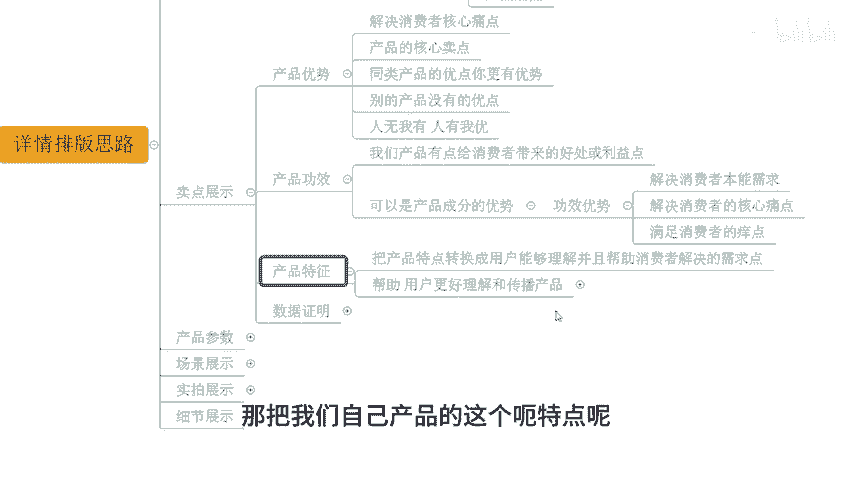 解决消费者核心痛点
产品的核心卖点
产品优势
同类产品的优点你更有优势
别的产品没有的优点
人无我有 人有我优
详情排版思路
我们产品有点给消费者带来的好处或利益点
产品功效
解决消费者本能需求
卖点展示
可以是产品成分的优势
功效优势
解决消费者的核心痛点
满足消费者的痒点
把产品特点转换成用户能够理解并且帮助消费者解决的需求点
产品特征
帮助 用户更好理解和传播产品
数据证明
产品参数
场景展示
实拍展示
细节展示
那把我们自己产品的这个呃特点呢
bilibili